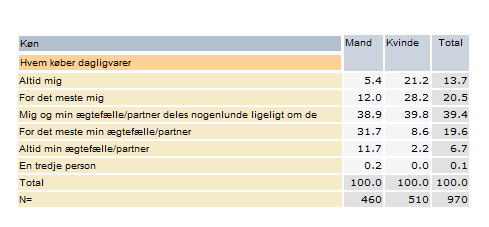 Køn Mand Kvinde Total
Hvem køber dagligvarer
Altid mig 5.4 21.2 13.7
For det meste mig 12.0 28.2 20.5
Mig og min ægtefælle/partner deles nogenlunde ligeligt om de 38.9 39.8 39.4
For det meste min ægtefælle/partner 31.7 8.6 19.6
Altid min ægtefælle/partner 11.7 2.2 6.7
En tredje person 0.2 0.0 0.1
Total 100.0 100.0 100.0
N= 460 510 970